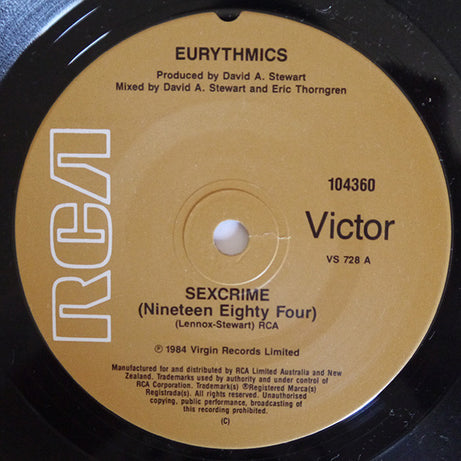 EURYTHMICS
Produced by David A. Stewart
Mixed by David A. Stewart and Eric Thorngren
RCA
104360
Victor
VS 728 A
SEXCRIME
(Nineteen Eighty Four)
(Lennox-Stewart) RCA
℗ 1984 Virgin Records Limited
Manufactured for and distributed by RCA Limited Australia and New
Zealand. Trademarks used by authority and under control of
RCA Corporation. Trademark(s) ®Registered Marca(s)
Registrada(s). All rights reserved. Unauthorised
copying, public performance, broadcasting of
this recording prohibited.
(C)